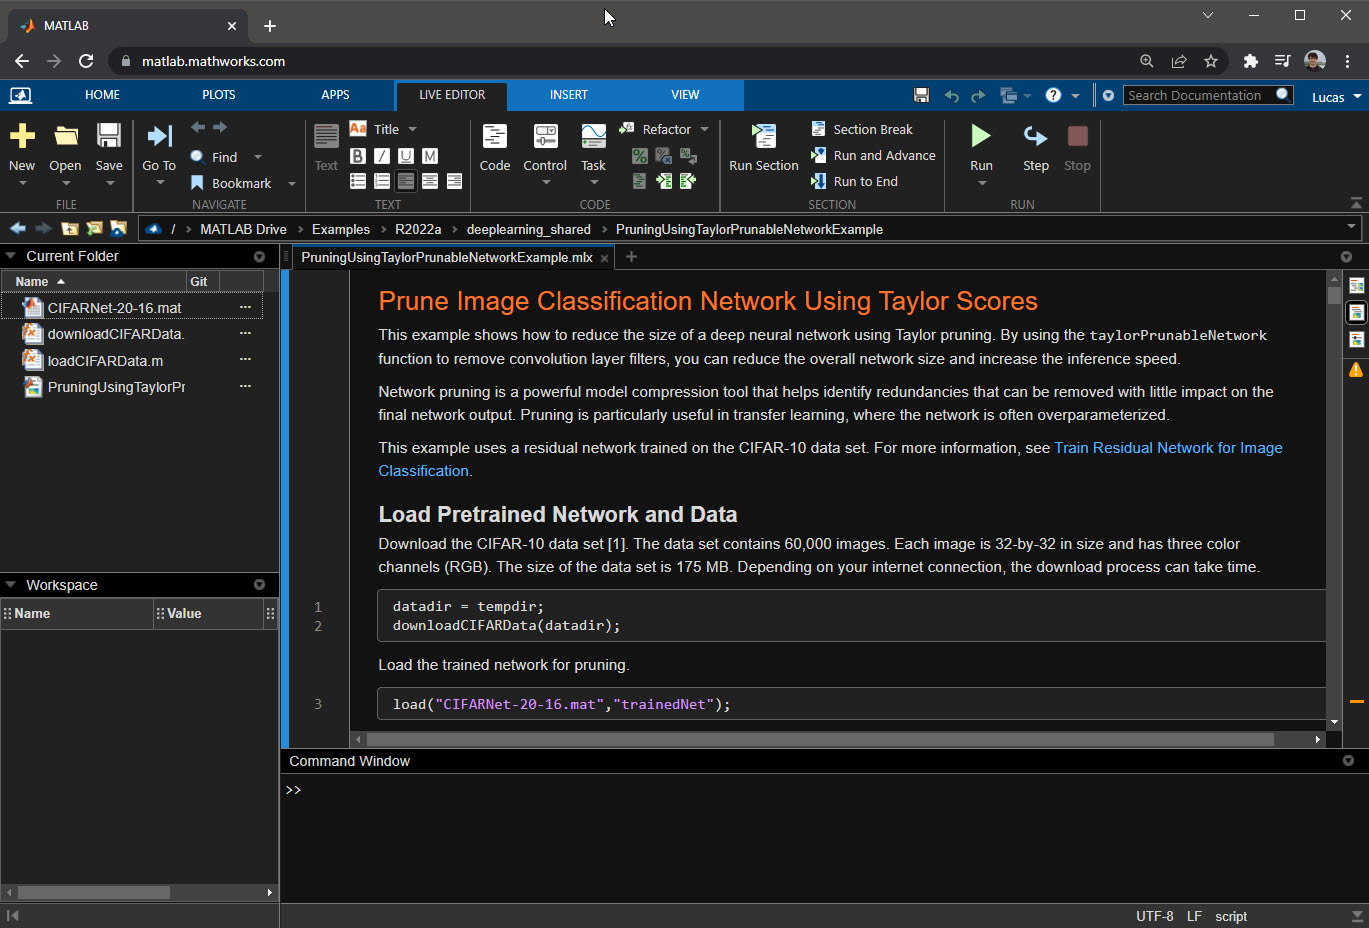 MATLAB
matlab.mathworks.com
HOME PLOTS APPS LIVE EDITOR INSERT VIEW
Search Documentation Lucas
New Open Save
FILE
Go To Find Bookmark
NAVIGATE
Text Aa Title
B I U M
TEXT
Code Control Task Refactor
CODE
Run Section Section Break
Run and Advance
Run to End
SECTION
Run Step Stop
RUN
/ MATLAB Drive Examples R2022a deeplearning_shared PruningUsingTaylorPrunableNetworkExample
Current Folder
Name Git
CIFARNet-20-16.mat
downloadCIFARData.
loadCIFARData.m
PruningUsingTaylorPr
Workspace
Name Value
PruningUsingTaylorPrunableNetworkExample.mlx
Prune Image Classification Network Using Taylor Scores
This example shows how to reduce the size of a deep neural network using Taylor pruning. By using the taylorPrunableNetwork
function to remove convolution layer filters, you can reduce the overall network size and increase the inference speed.
Network pruning is a powerful model compression tool that helps identify redundancies that can be removed with little impact on the
final network output. Pruning is particularly useful in transfer learning, where the network is often overparameterized.
This example uses a residual network trained on the CIFAR-10 data set. For more information, see Train Residual Network for Image
Classification.
Load Pretrained Network and Data
Download the CIFAR-10 data set [1]. The data set contains 60,000 images. Each image is 32-by-32 in size and has three color
channels (RGB). The size of the data set is 175 MB. Depending on your internet connection, the download process can take time.
1 datadir = tempdir;
2 downloadCIFARData(datadir);
Load the trained network for pruning.
3 load("CIFARNet-20-16.mat","trainedNet");
Command Window
>>
UTF-8 LF script